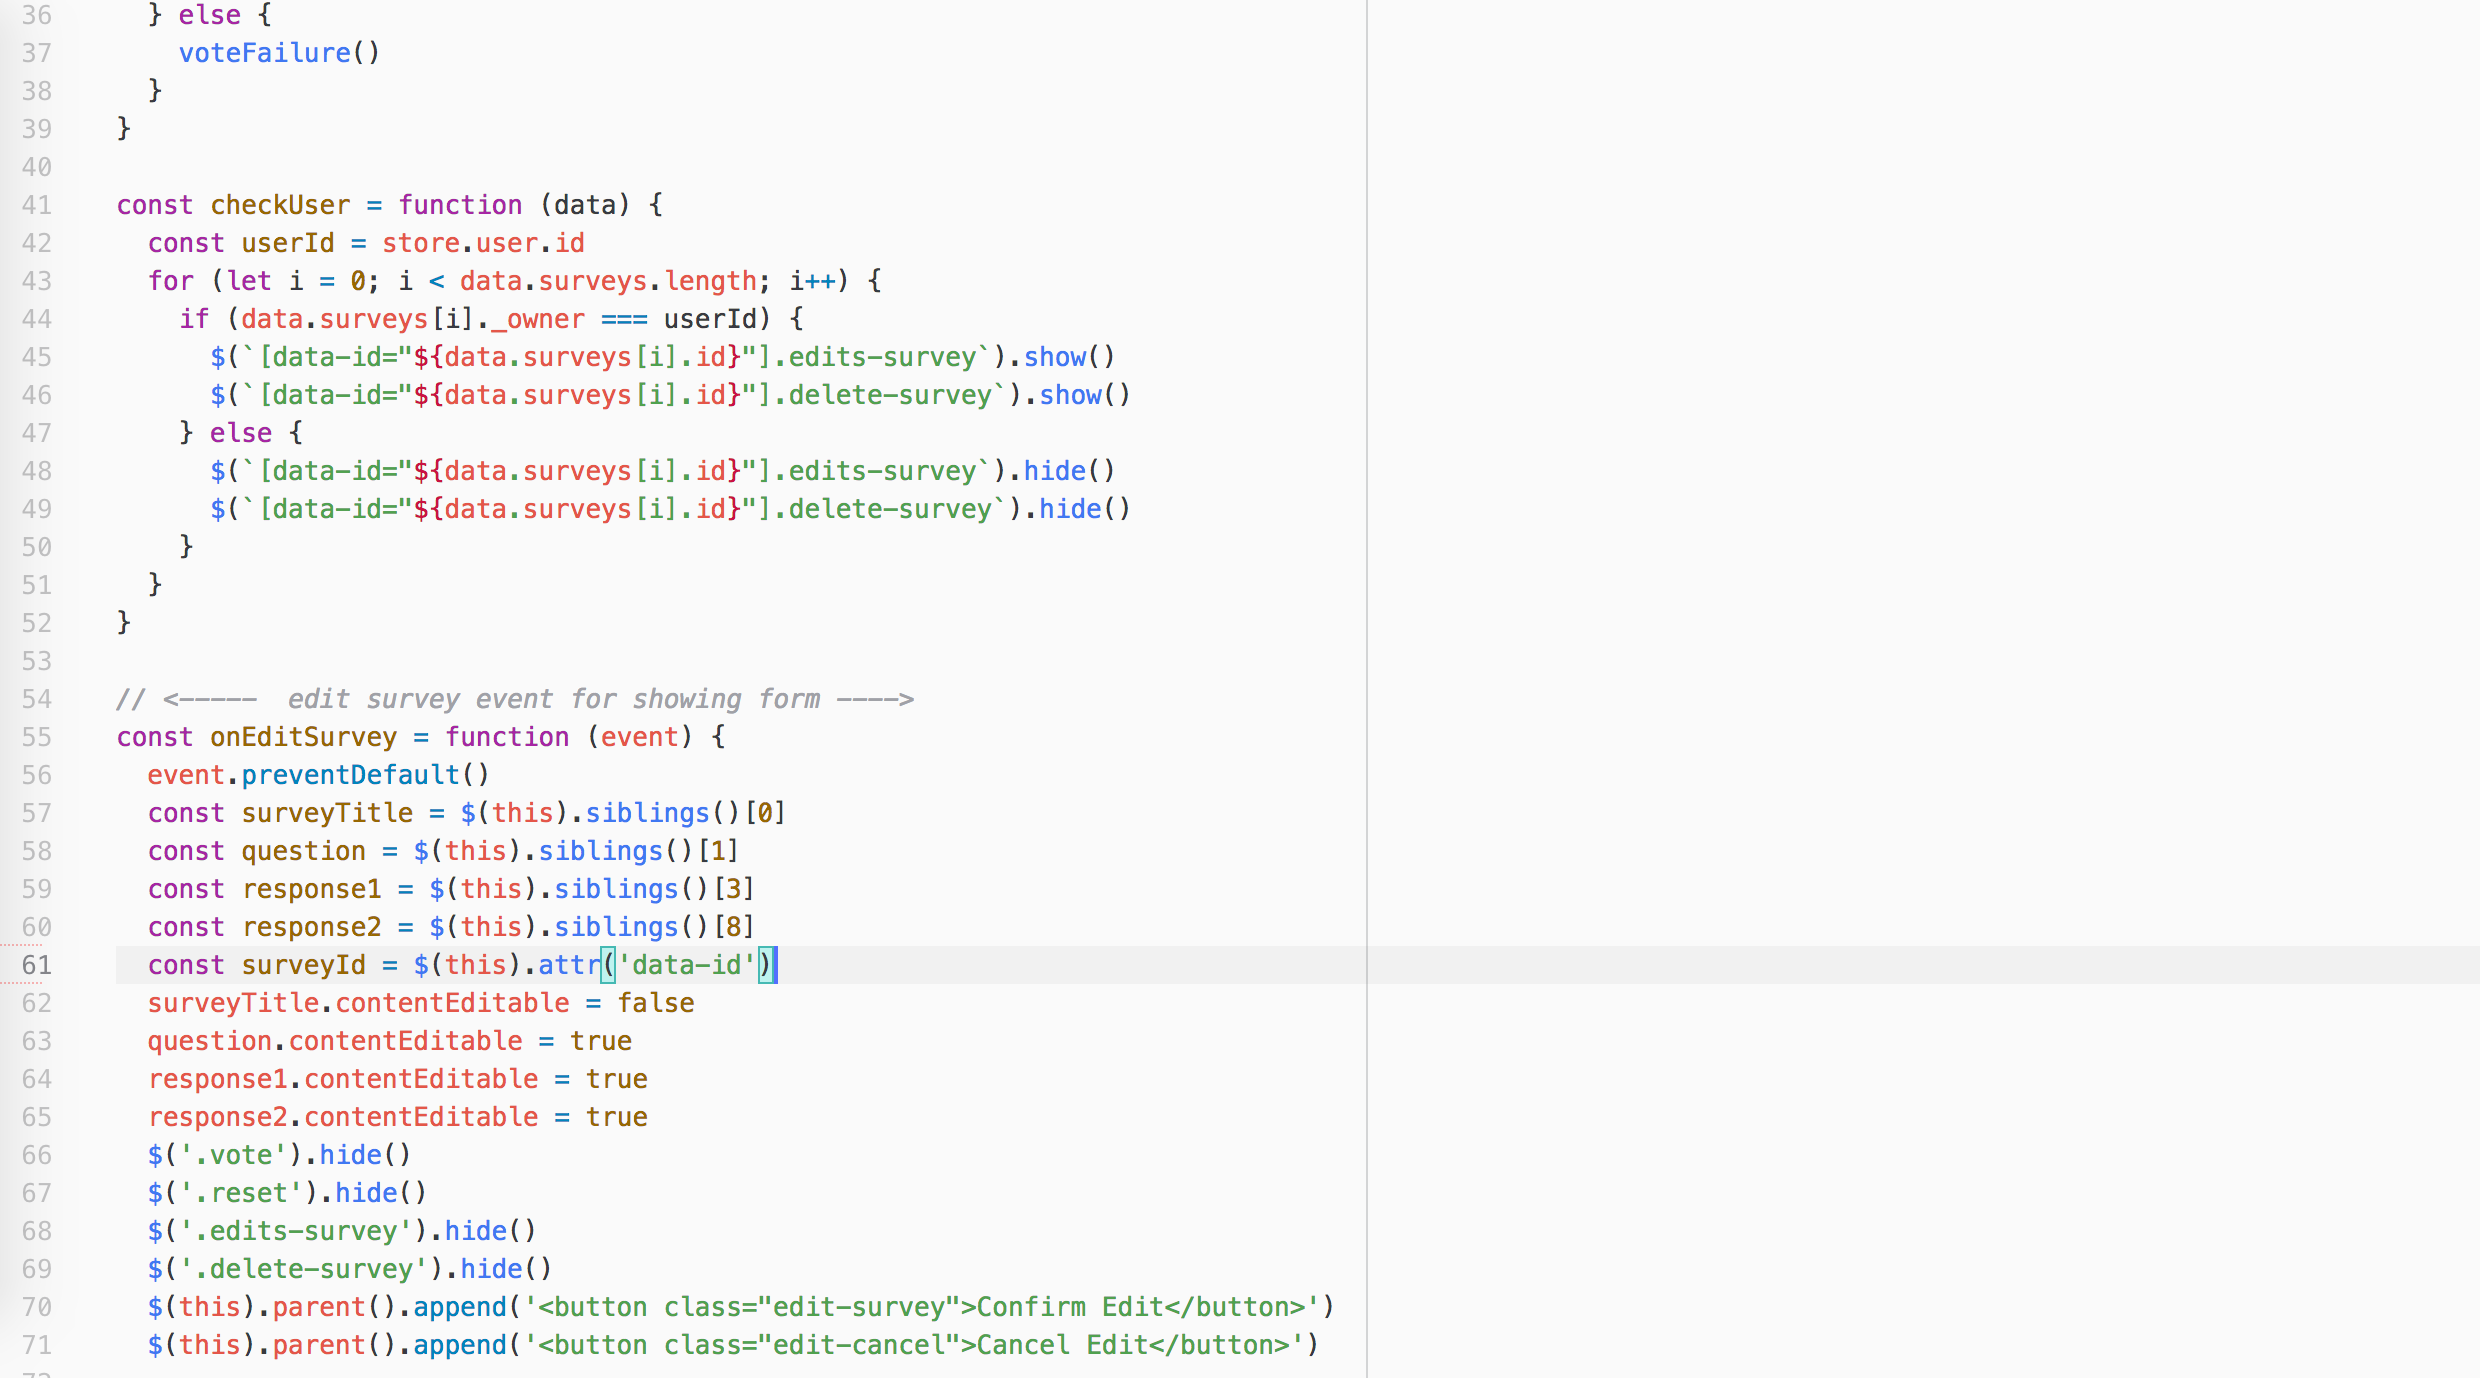 36 } else {
37 voteFailure()
38 }
39 }
40
41 const checkUser = function (data) {
42 const userId = store.user.id
43 for (let i = 0; i < data.surveys.length; i++) {
44 if (data.surveys[i]._owner === userId) {
45 $(`[data-id="${data.surveys[i].id}"].edits-survey`).show()
46 $(`[data-id="${data.surveys[i].id}"].delete-survey`).show()
47 } else {
48 $(`[data-id="${data.surveys[i].id}"].edits-survey`).hide()
49 $(`[data-id="${data.surveys[i].id}"].delete-survey`).hide()
50 }
51 }
52 }
53
54 // <----- edit survey event for showing form ---->
55 const onEditSurvey = function (event) {
56 event.preventDefault()
57 const surveyTitle = $(this).siblings()[0]
58 const question = $(this).siblings()[1]
59 const response1 = $(this).siblings()[3]
60 const response2 = $(this).siblings()[8]
61 const surveyId = $(this).attr('data-id')
62 surveyTitle.contentEditable = false
63 question.contentEditable = true
64 response1.contentEditable = true
65 response2.contentEditable = true
66 $('.vote').hide()
67 $('.reset').hide()
68 $('.edits-survey').hide()
69 $('.delete-survey').hide()
70 $(this).parent().append('<button class="edit-survey">Confirm Edit</button>')
71 $(this).parent().append('<button class="edit-cancel">Cancel Edit</button>')